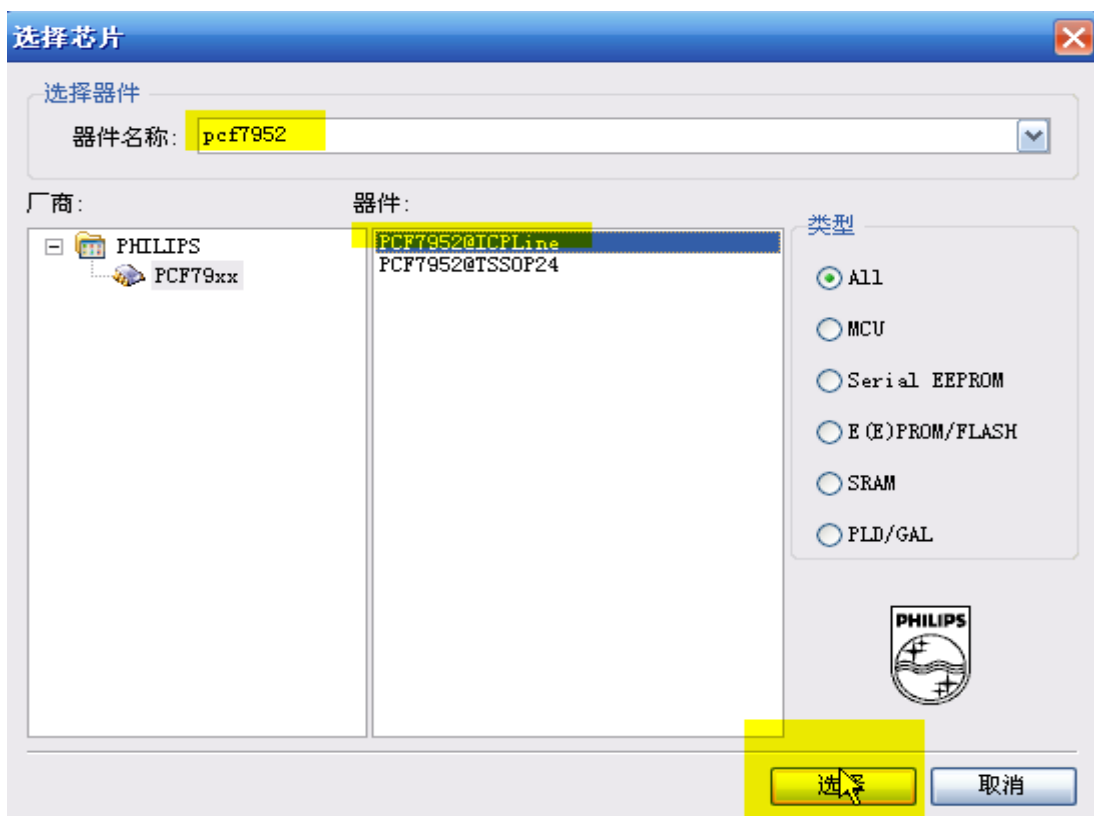 选择芯片
选择器件
器件名称: pcf7952
厂商:
器件:
PHILIPS
PCF79xx
PCF7952@ICPLine
PCF7952@TSSOP24
类型
All
MCU
Serial EEPROM
E(E)PROM/FLASH
SRAM
PLD/GAL
PHILIPS
选择
取消